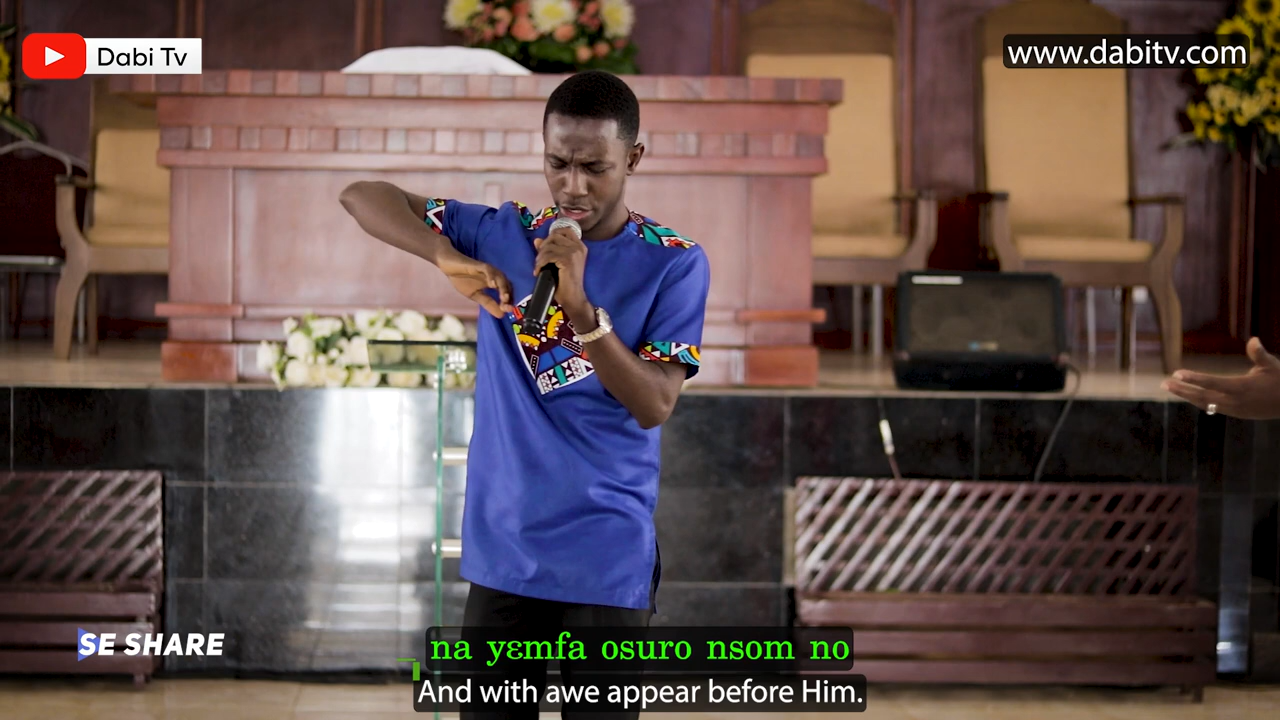 Dabi Tv
www.dabitv.com
SE SHARE
na yɛmfa osuro nsom no
And with awe appear before Him.